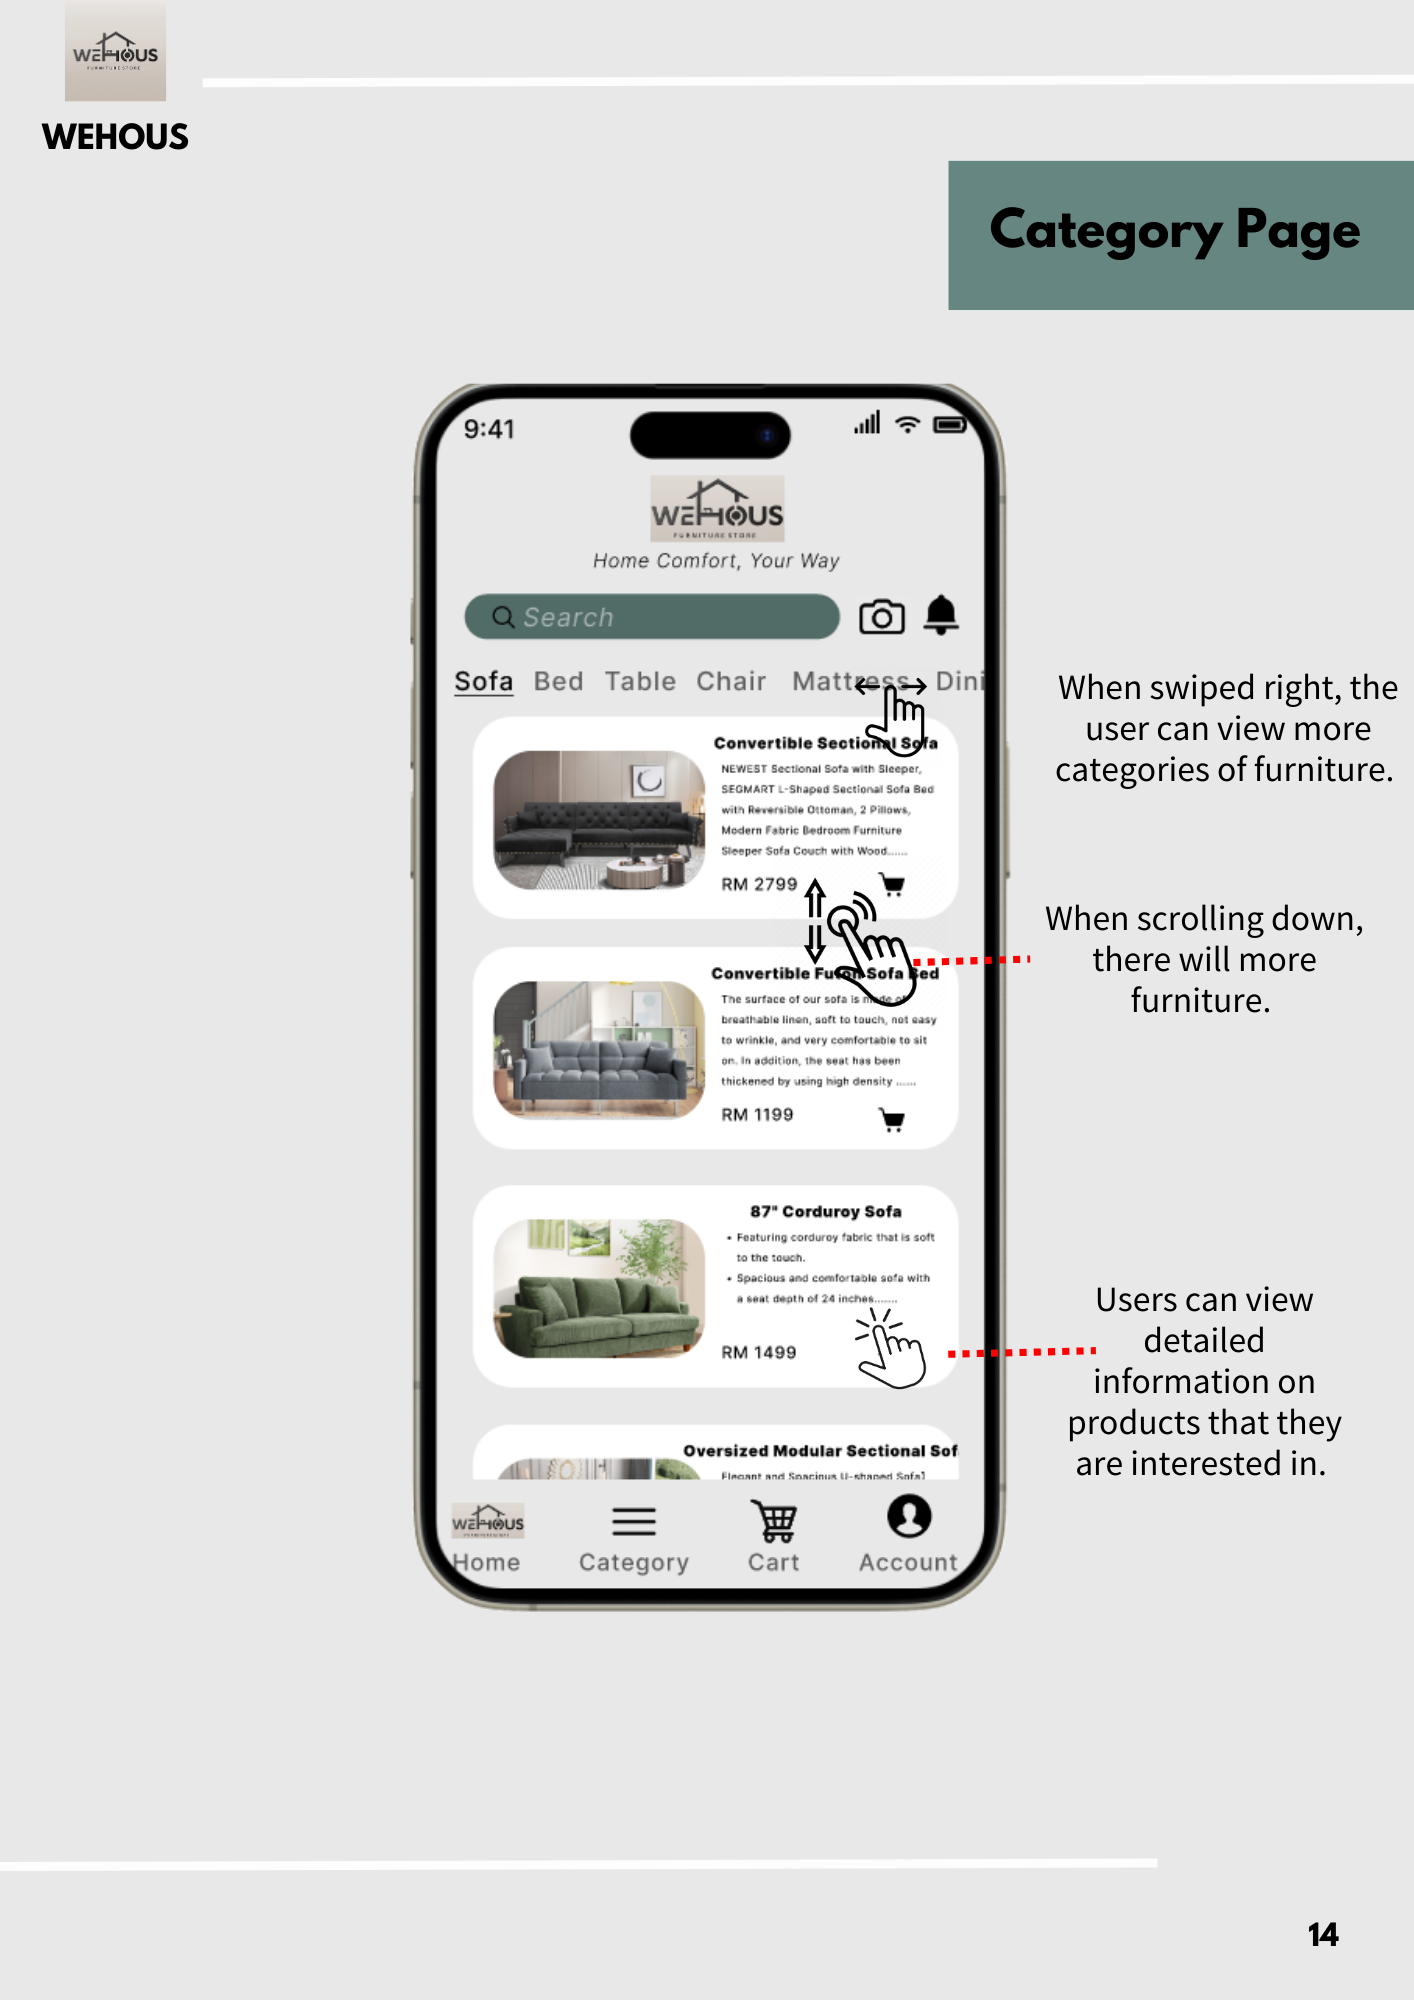 WEHOUS
FURNITURE STORE
WEHOUS
Category Page
9:41
WEHOUS
FURNITURE STORE
Home Comfort, Your Way
Search
Sofa Bed Table Chair Mattress Dini
When swiped right, the
user can view more
categories of furniture.
Convertible Sectional Sofa
NEWEST Sectional Sofa with Sleeper,
SEGMART L-Shaped Sectional Sofa Bed
with Reversible Ottoman, 2 Pillows,
Modern Fabric Bedroom Furniture
Sleeper Sofa Couch with Wood......
RM 2799
When scrolling down,
there will more
furniture.
Convertible Futon Sofa Bed
The surface of our sofa is made of
breathable linen, soft to touch, not easy
to wrinkle, and very comfortable to sit
on. In addition, the seat has been
thickened by using high density ......
RM 1199
87" Corduroy Sofa
• Featuring corduroy fabric that is soft
to the touch.
• Spacious and comfortable sofa with
a seat depth of 24 inches.......
RM 1499
Users can view
detailed
information on
products that they
are interested in.
Oversized Modular Sectional Sof
Elegant and Spacious U-shaped Sofa]
WEHOUS
Home Category Cart Account
14